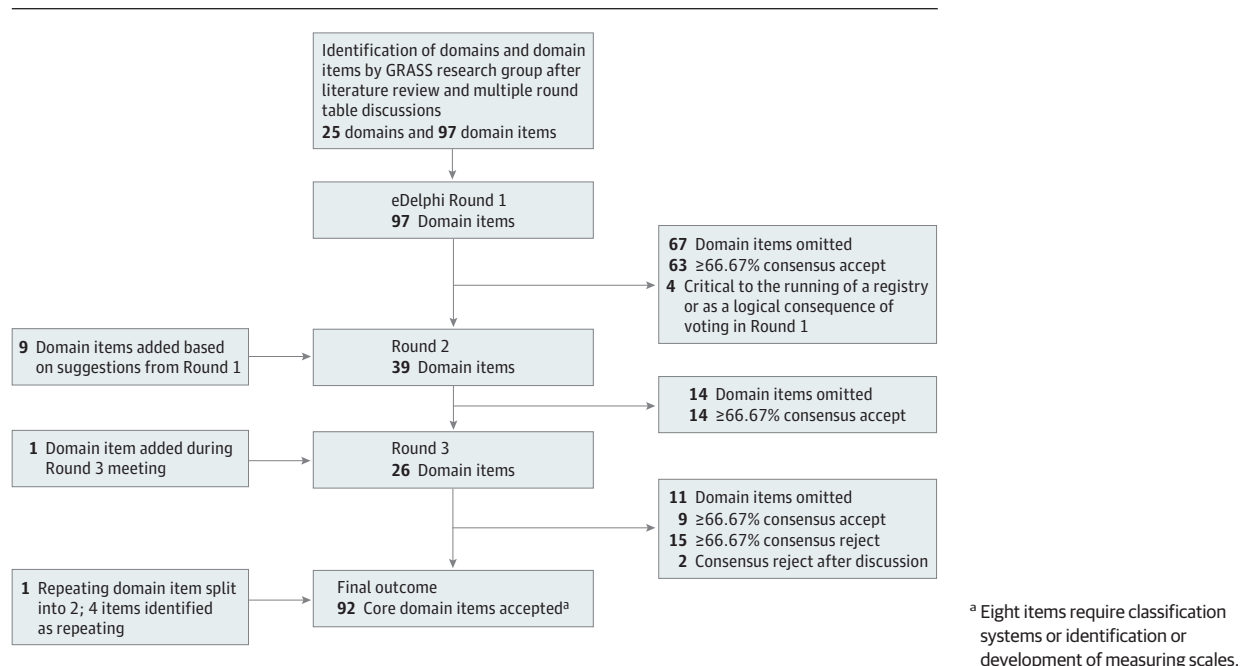 Identification of domains and domain
items by GRASS research group after
literature review and multiple round
table discussions
25 domains and 97 domain items
eDelphi Round 1
97 Domain items
67 Domain items omitted
63 ≥66.67% consensus accept
4 Critical to the running of a registry
or as a logical consequence of
voting in Round 1
9 Domain items added based
on suggestions from Round 1
Round 2
39 Domain items
14 Domain items omitted
14 ≥66.67% consensus accept
1 Domain item added during
Round 3 meeting
Round 3
26 Domain items
11 Domain items omitted
9 ≥66.67% consensus accept
15 ≥66.67% consensus reject
2 Consensus reject after discussion
1 Repeating domain item split
into 2; 4 items identified
as repeating
Final outcome
92 Core domain items accepteda
a Eight items require classification
systems or identification or
development of measuring scales.